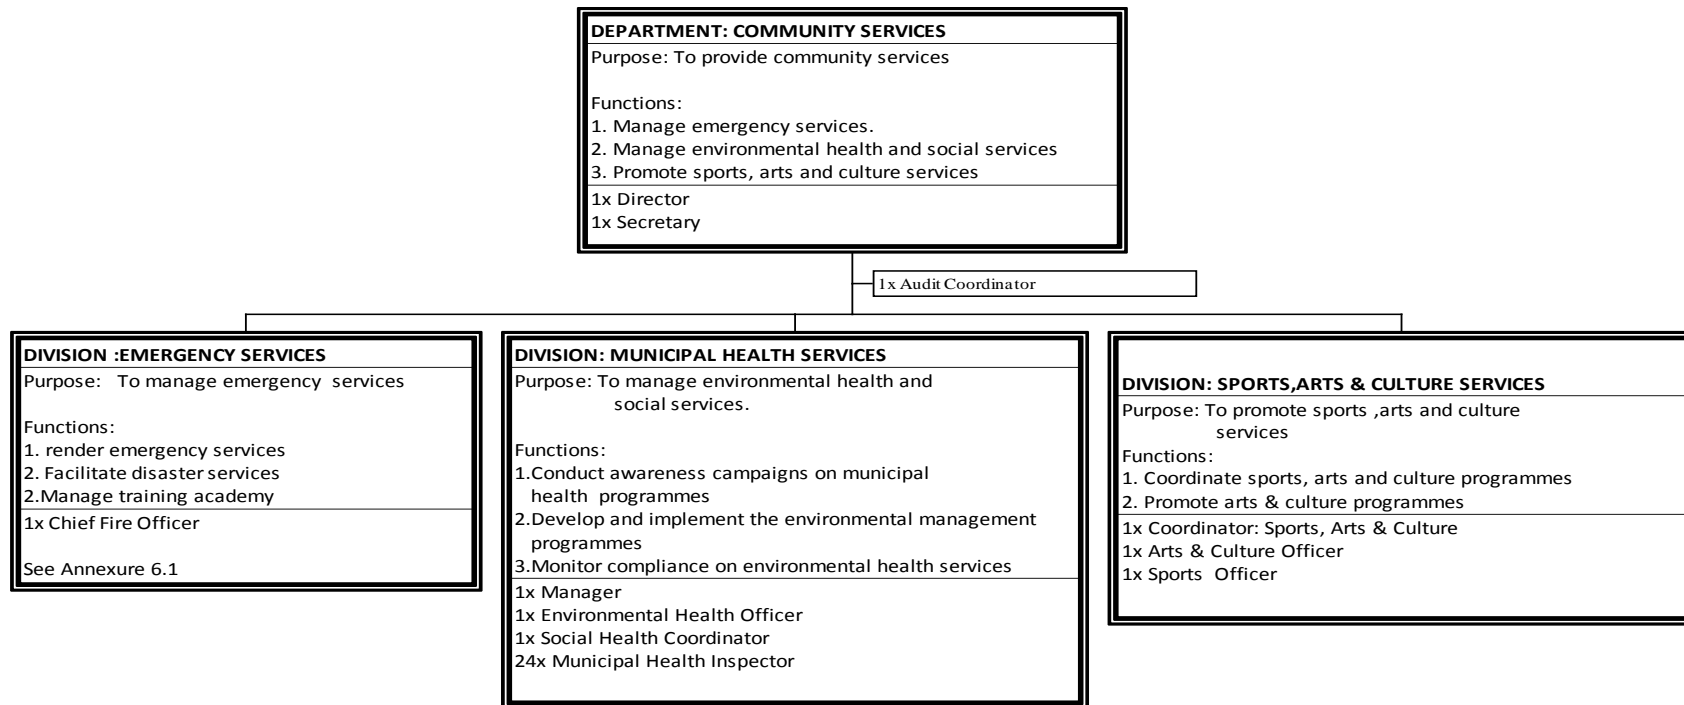 DEPARTMENT: COMMUNITY SERVICES
Purpose: To provide community services
Functions:
1. Manage emergency services.
2. Manage environmental health and social services
3. Promote sports, arts and culture services
1x Director
1x Secretary
1x Audit Coordinator
DIVISION :EMERGENCY SERVICES
Purpose: To manage emergency services
Functions:
1. render emergency services
2. Facilitate disaster services
2.Manage training academy
1x Chief Fire Officer
See Annexure 6.1
DIVISION: MUNICIPAL HEALTH SERVICES
Purpose: To manage environmental health and
social services.
Functions:
1.Conduct awareness campaigns on municipal
health programmes
2.Develop and implement the environmental management
programmes
3.Monitor compliance on environmental health services
1x Manager
1x Environmental Health Officer
1x Social Health Coordinator
24x Municipal Health Inspector
DIVISION: SPORTS,ARTS & CULTURE SERVICES
Purpose: To promote sports ,arts and culture
services
Functions:
1. Coordinate sports, arts and culture programmes
2. Promote arts & culture programmes
1x Coordinator: Sports, Arts & Culture
1x Arts & Culture Officer
1x Sports Officer